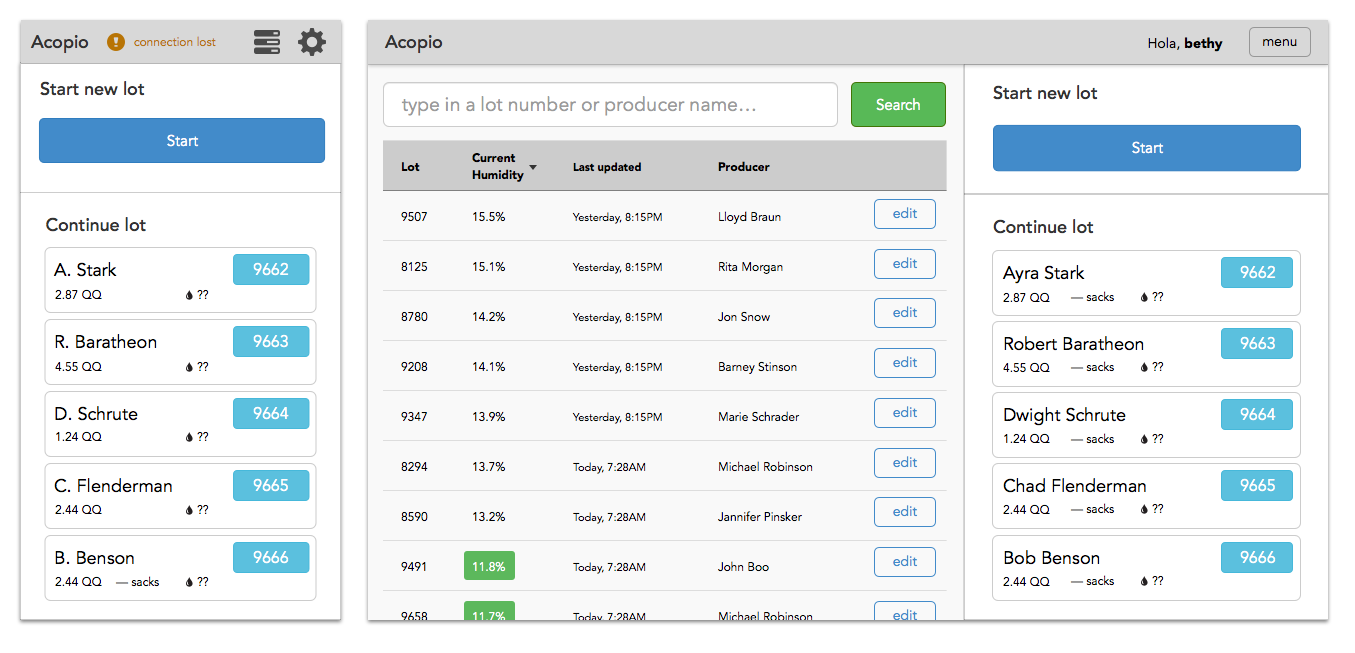 Acopio
connection lost
Start new lot
Start
Continue lot
A. Stark
9662
2.87 QQ ??
R. Baratheon
9663
4.55 QQ ??
D. Schrute
9664
1.24 QQ ??
C. Flenderman
9665
2.44 QQ ??
B. Benson
9666
2.44 QQ — sacks ??
Acopio
Hola, bethy
menu
type in a lot number or producer name...
Search
Lot Current Humidity Last updated Producer
9507 15.5% Yesterday, 8:15PM Lloyd Braun edit
8125 15.1% Yesterday, 8:15PM Rita Morgan edit
8780 14.2% Yesterday, 8:15PM Jon Snow edit
9208 14.1% Yesterday, 8:15PM Barney Stinson edit
9347 13.9% Yesterday, 8:15PM Marie Schrader edit
8294 13.7% Today, 7:28AM Michael Robinson edit
8590 13.2% Today, 7:28AM Jannifer Pinsker edit
9491 11.8% Today, 7:28AM John Boo edit
9658 11.7% Today, 7:28AM Michael Robinson edit
Start new lot
Start
Continue lot
Ayra Stark
9662
2.87 QQ — sacks ??
Robert Baratheon
9663
4.55 QQ — sacks ??
Dwight Schrute
9664
1.24 QQ — sacks ??
Chad Flenderman
9665
2.44 QQ — sacks ??
Bob Benson
9666
2.44 QQ — sacks ??